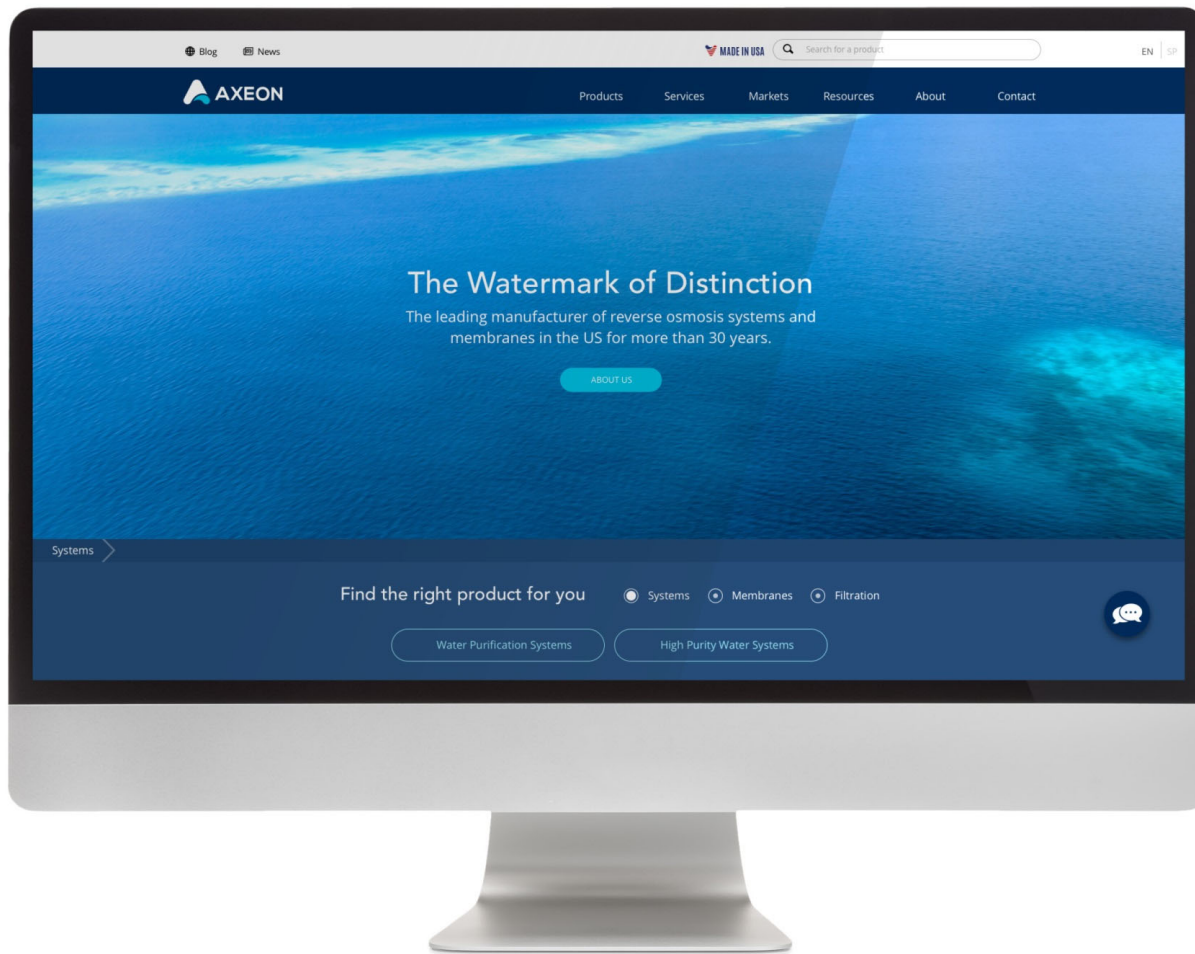 Blog
News
MADE IN USA
Search for a product
EN
SP
AXEON
Products
Services
Markets
Resources
About
Contact
The Watermark of Distinction
The leading manufacturer of reverse osmosis systems and
membranes in the US for more than 30 years.
ABOUT US
Systems
Find the right product for you
Systems
Membranes
Filtration
Water Purification Systems
High Purity Water Systems